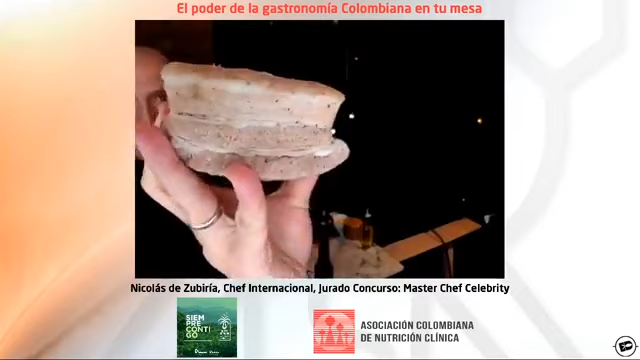 El poder de la gastronomía Colombiana en tu mesa
Nicolás de Zubiría, Chef Internacional, Jurado Concurso: Master Chef Celebrity
SIEM
PRE
CONTI
GO
ASOCIACIÓN COLOMBIANA
DE NUTRICIÓN CLÍNICA